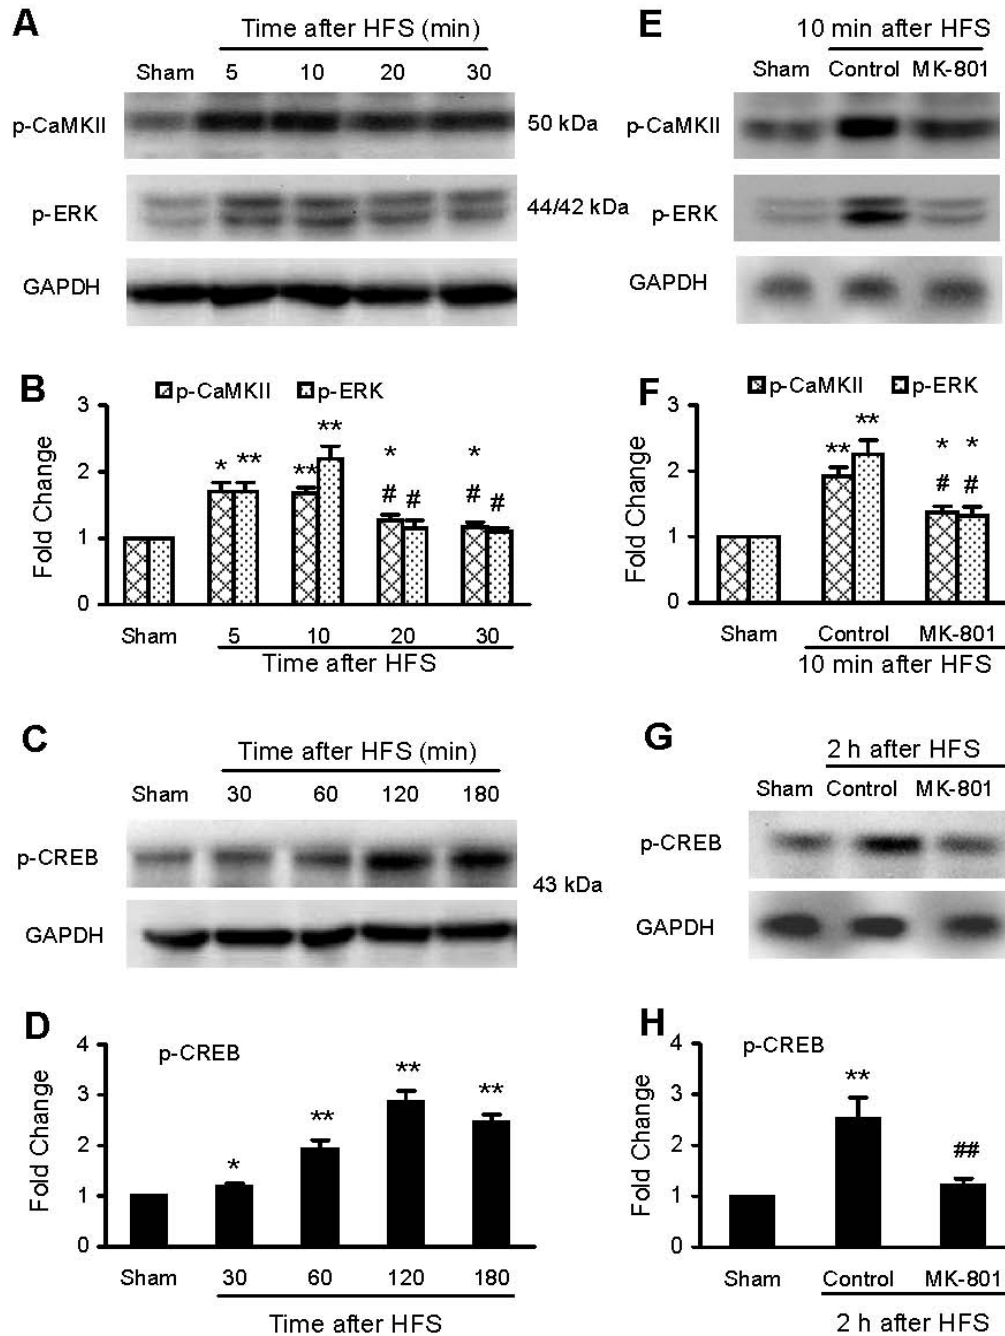 A
Time after HFS (min)
Sham 5 10 20 30
p-CaMKII
50 kDa
p-ERK
44/42 kDa
GAPDH
B
p-CaMKII p-ERK
Fold Change
3
2
1
0
* ** ** ** * # # * # #
Sham 5 10 20 30
Time after HFS
C
Time after HFS (min)
Sham 30 60 120 180
p-CREB
43 kDa
GAPDH
D
p-CREB
Fold Change
4
3
2
1
0
* ** ** **
Sham 30 60 120 180
Time after HFS
E
10 min after HFS
Sham Control MK-801
p-CaMKII
p-ERK
GAPDH
F
p-CaMKII p-ERK
Fold Change
3
2
1
0
** ** * *
# #
Sham Control MK-801
10 min after HFS
G
2 h after HFS
Sham Control MK-801
p-CREB
GAPDH
H
p-CREB
Fold Change
4
3
2
1
0
** ##
Sham Control MK-801
2 h after HFS